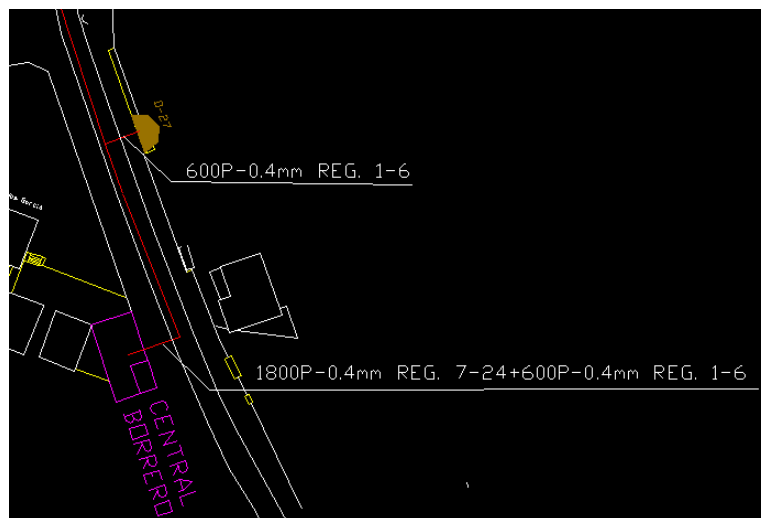 D-27
600P-0.4mm REG. 1-6
1800P-0.4mm REG. 7-24+600P-0.4mm REG. 1-6
CENTRAL
BORRERO